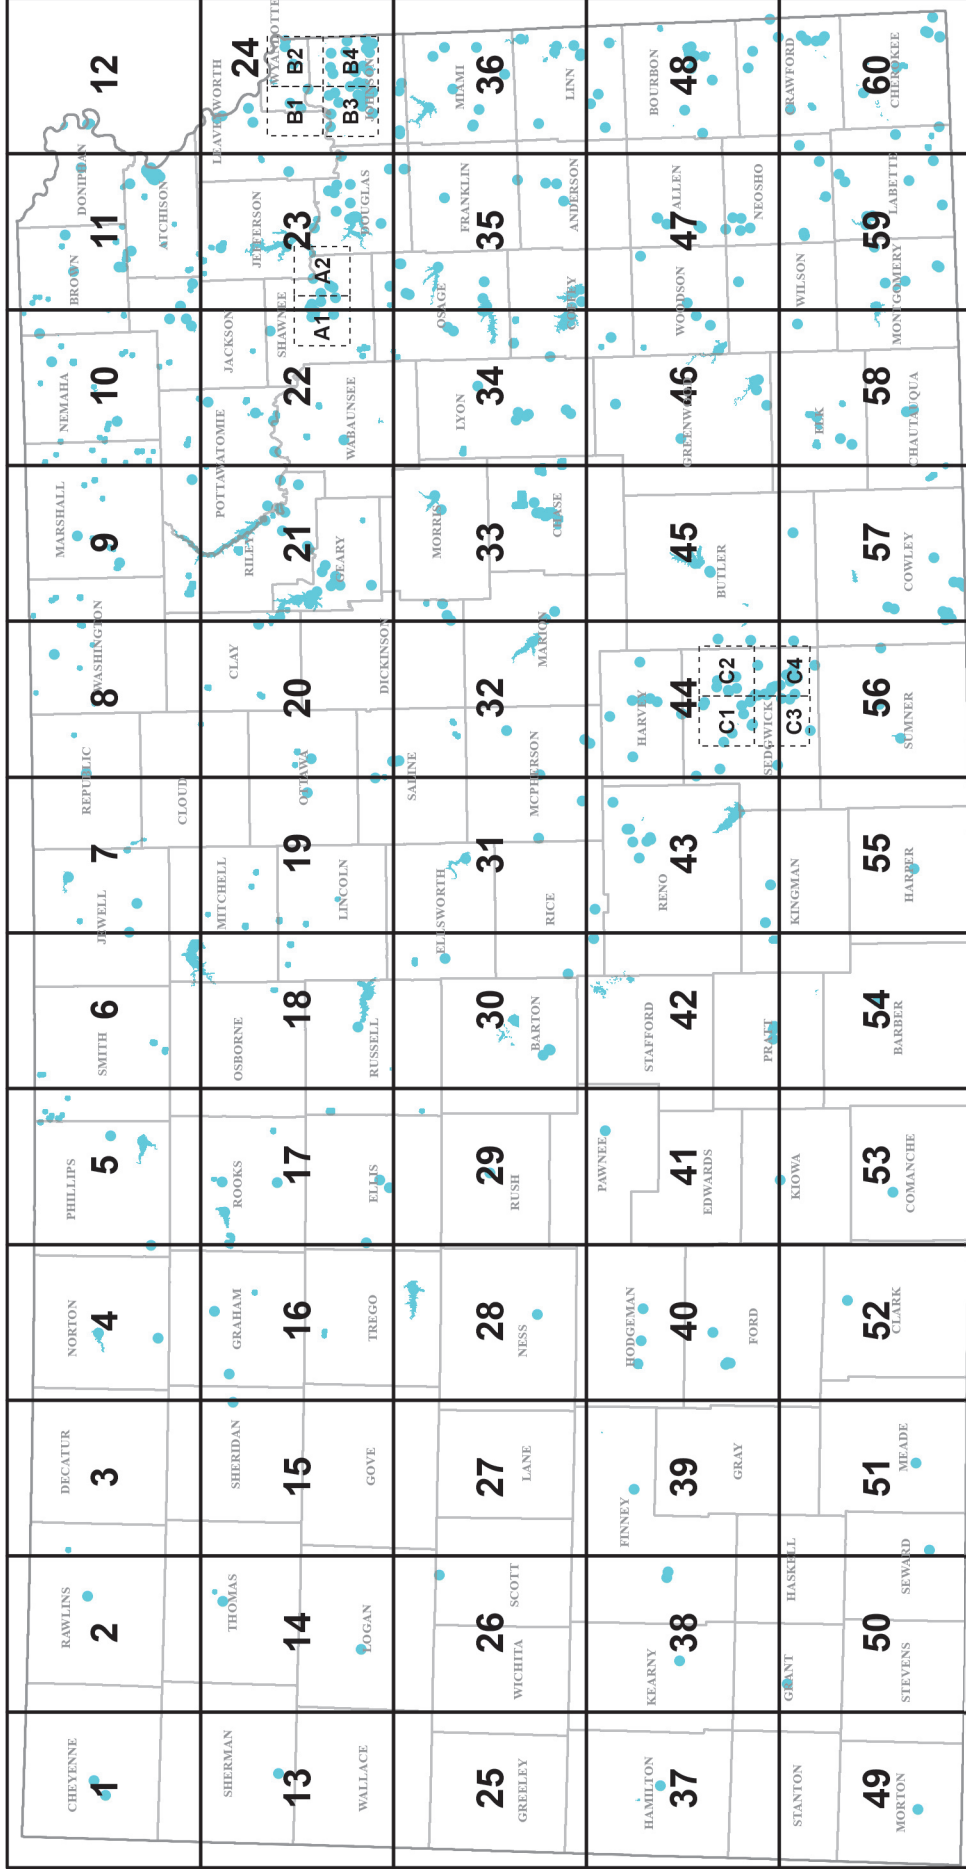 CHEYENNE
1
RAWLINS
2
DECATUR
3
NORTON
4
PHILLIPS
5
SMITH
6
JEWELL
7
REPUBLIC
CLOUD
WASHINGTON
8
MARSHALL
9
NEMAHA
10
BROWN
11
DONIPHAN
ATCHISON
12
SHERMAN
13
WALLACE
THOMAS
14
LOGAN
SHERIDAN
15
GOVE
GRAHAM
16
TREGO
ROOKS
17
ELLIS
OSBORNE
18
RUSSELL
MITCHELL
19
LINCOLN
OTTAWA
CLAY
20
DICKINSON
RILEY
21
GEARY
POTTAWATOMIE
22
WABAUNSEE
JACKSON
SHAWNEE
A1
A2
JEFFERSON
23
DOUGLAS
LEAVENWORTH
24
WYANDOTTE
B1
B2
B3
B4
JOHNSON
25
GREELEY
WICHITA
26
SCOTT
27
LANE
28
NESS
29
RUSH
30
BARTON
ELLSWORTH
31
RICE
SALINE
MCPHERSON
32
MARION
MORRIS
33
CHASE
LYON
34
OSAGE
COFFEY
FRANKLIN
35
ANDERSON
MIAMI
36
LINN
HAMILTON
37
KEARNY
38
FINNEY
39
GRAY
HODGEMAN
40
FORD
PAWNEE
41
EDWARDS
STAFFORD
42
PRATT
RENO
43
HARVEY
44
SEDGWICK
C1
C2
C3
C4
45
BUTLER
46
GREENWOOD
WOODSON
47
ALLEN
NEOSHO
BOURBON
48
STANTON
49
MORTON
GRANT
50
STEVENS
HASKELL
SEWARD
51
MEADE
52
CLARK
KIOWA
53
COMANCHE
54
BARBER
KINGMAN
55
HARPER
56
SUMNER
57
COWLEY
ELK
58
CHAUTAUQUA
WILSON
MONTGOMERY
59
LABETTE
CRAWFORD
60
CHEROKEE